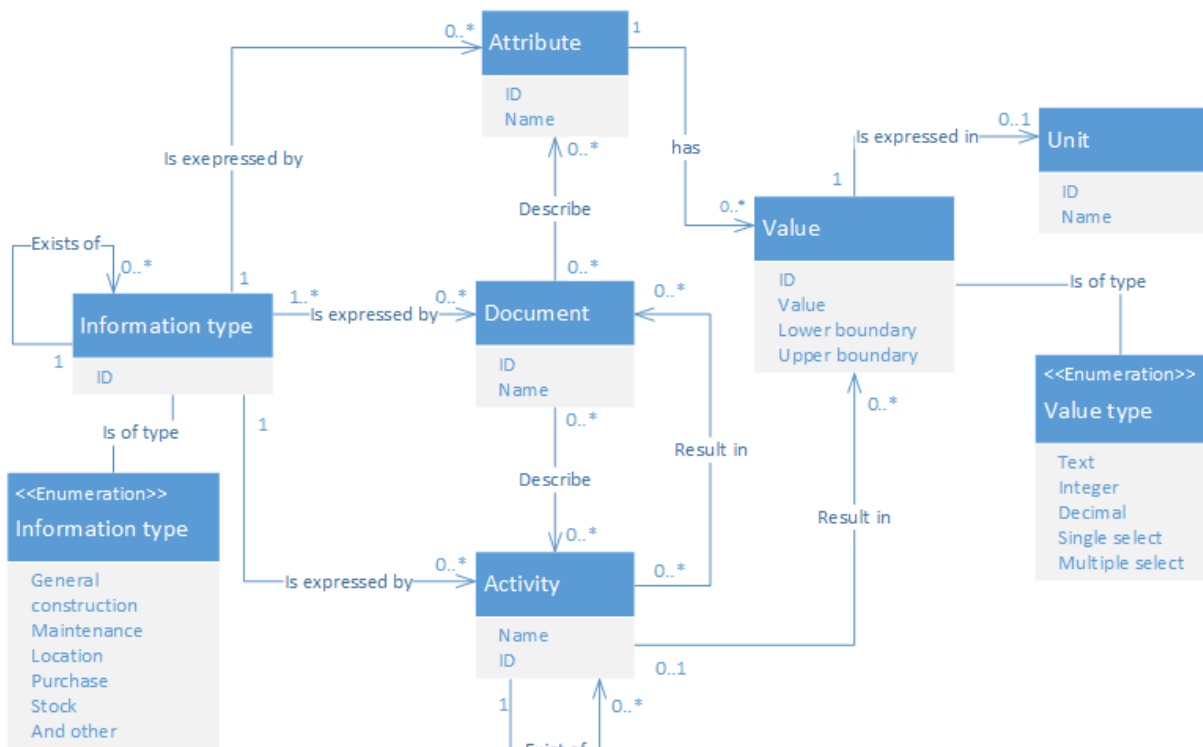 0..*
Attribute
1
ID
Name
0..*
Is exepressed by
has
Is expressed in
0..1
Unit
ID
Name
Describe
1
0..*
Value
ID
Value
Lower boundary
Upper boundary
Is of type
Exists of
0..*
1
1..*
Is expressed by
0..*
0..*
Document
0..*
Information type
1
ID
ID
Name
0..*
0..*
<<Enumeration>>
Value type
Text
Integer
Decimal
Single select
Multiple select
Is of type
1
Describe
Result in
Result in
<<Enumeration>>
Information type
General
construction
Maintenance
Location
Purchase
Stock
And other
0..*
0..*
Is expressed by
Activity
0..*
Name
ID
0..1
1
0..*
Exist of